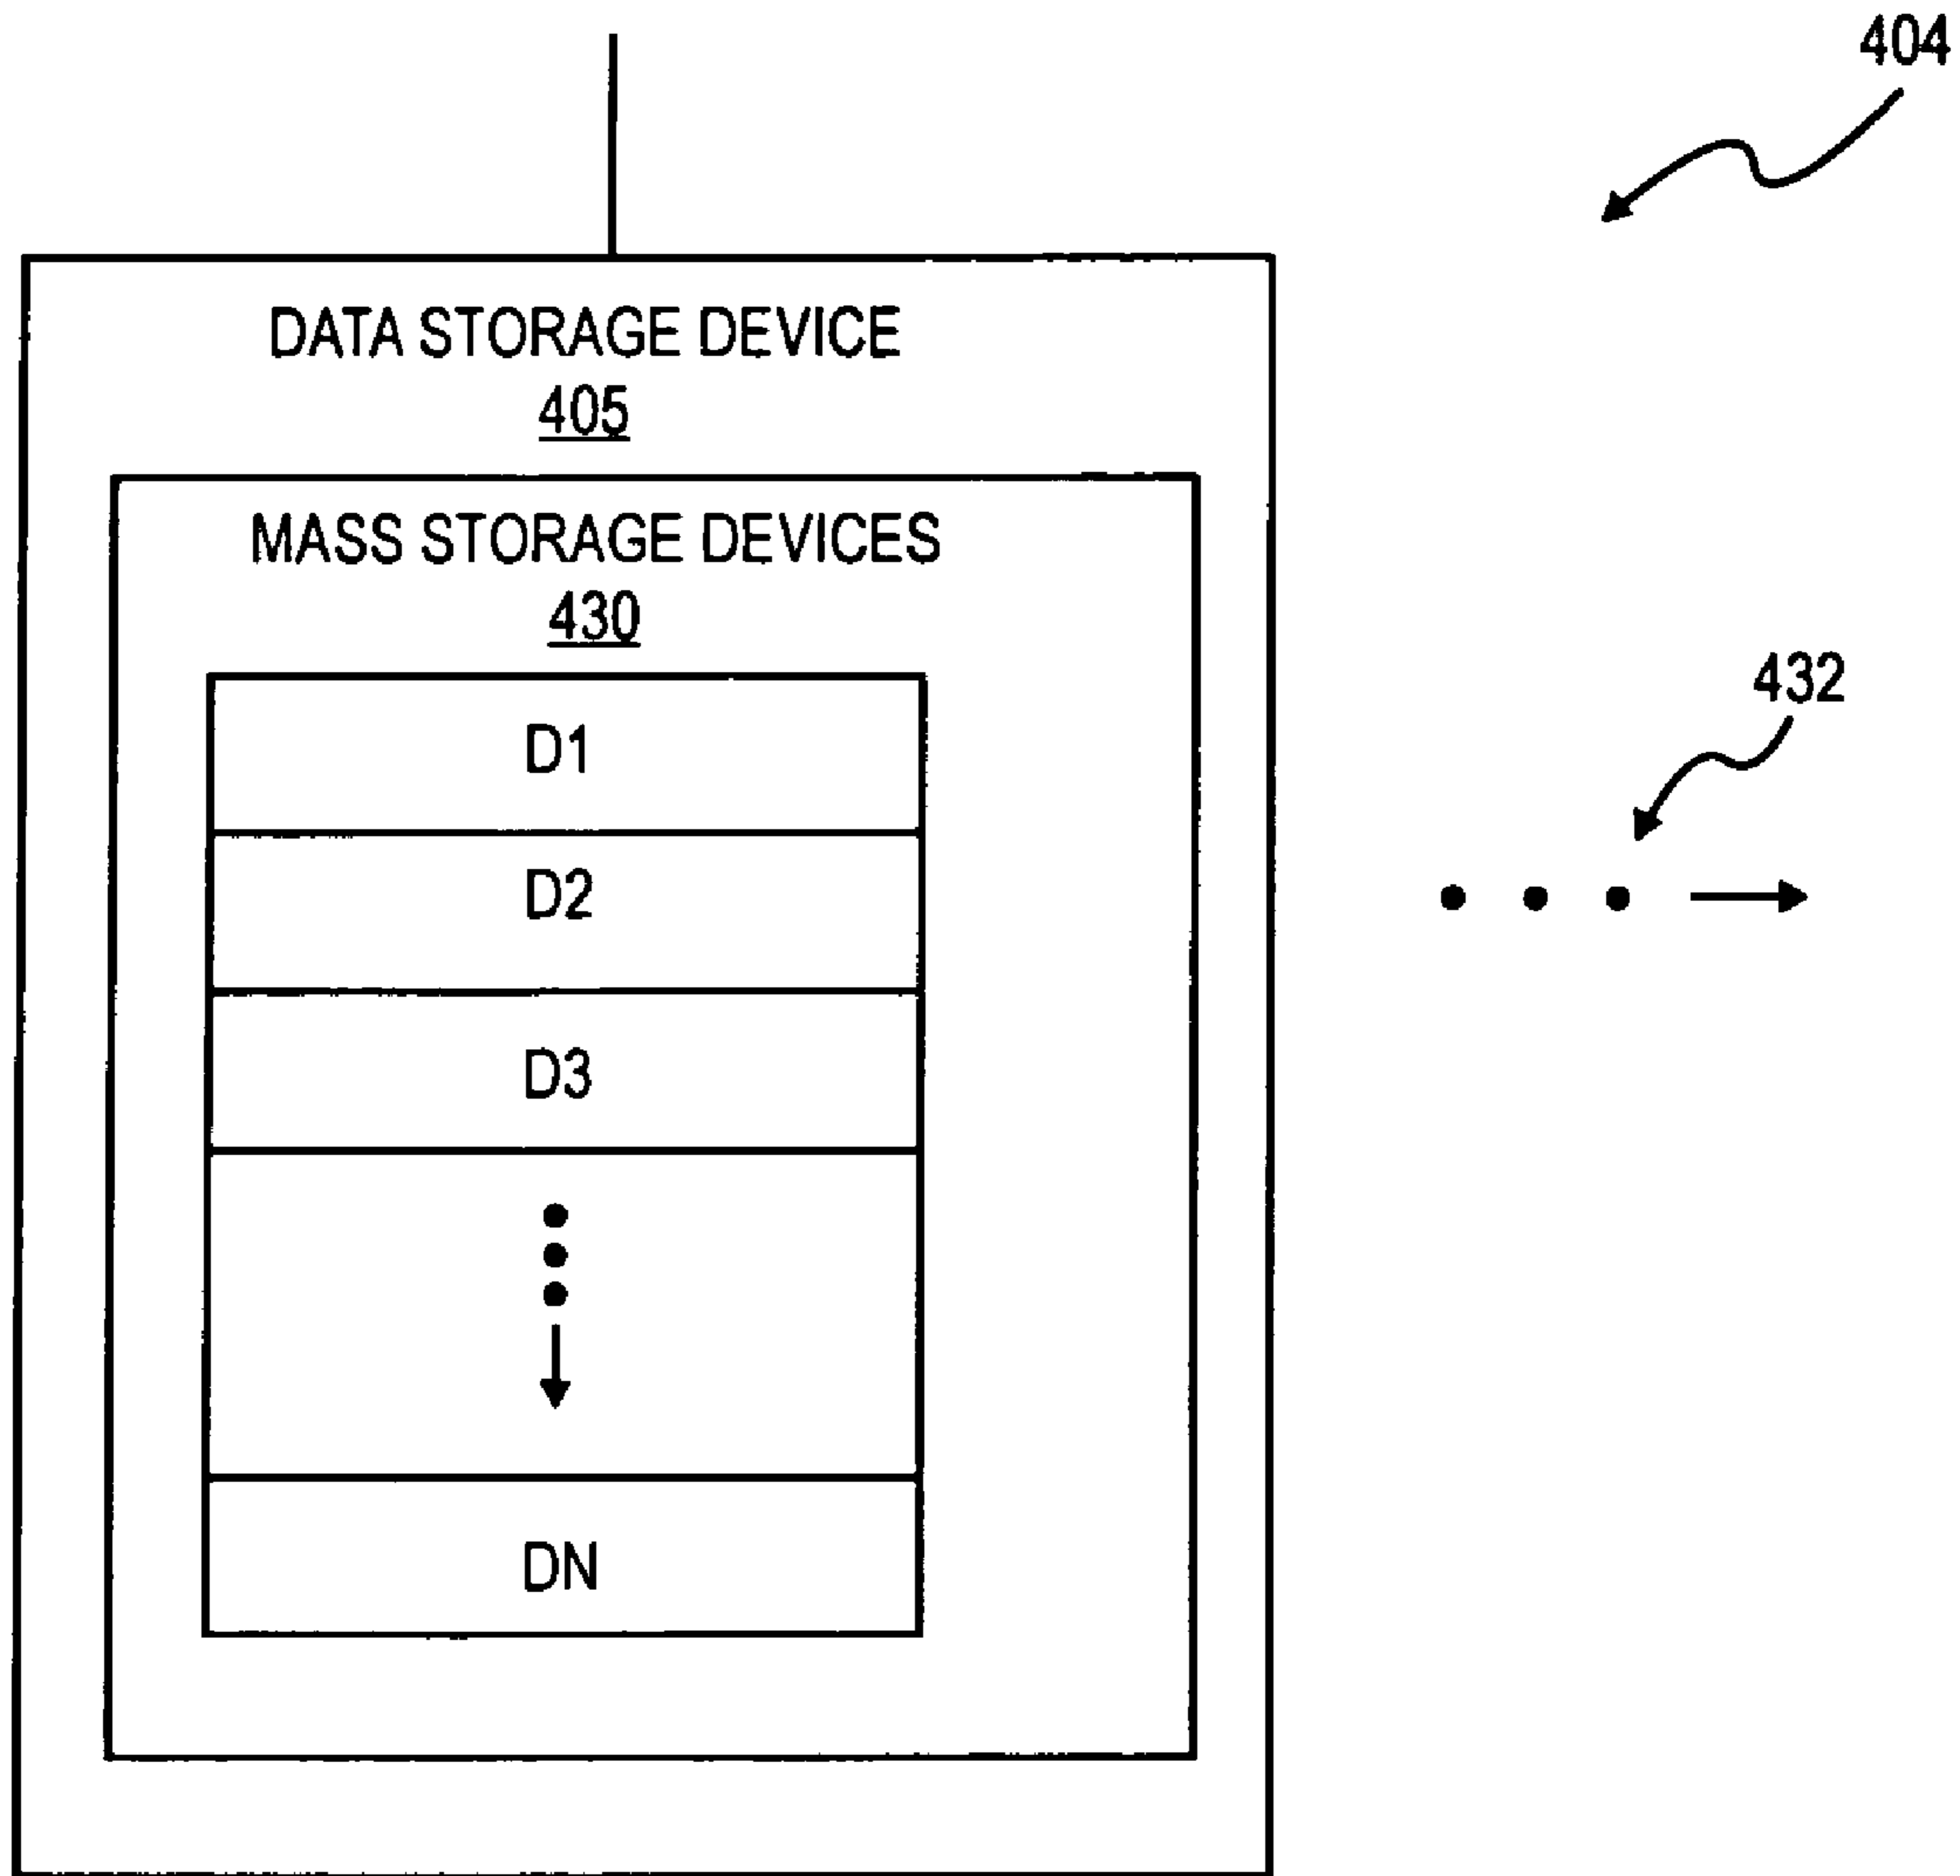 404
DATA STORAGE DEVICE
405
MASS STORAGE DEVICES
430
432
D1
D2
D3
DN